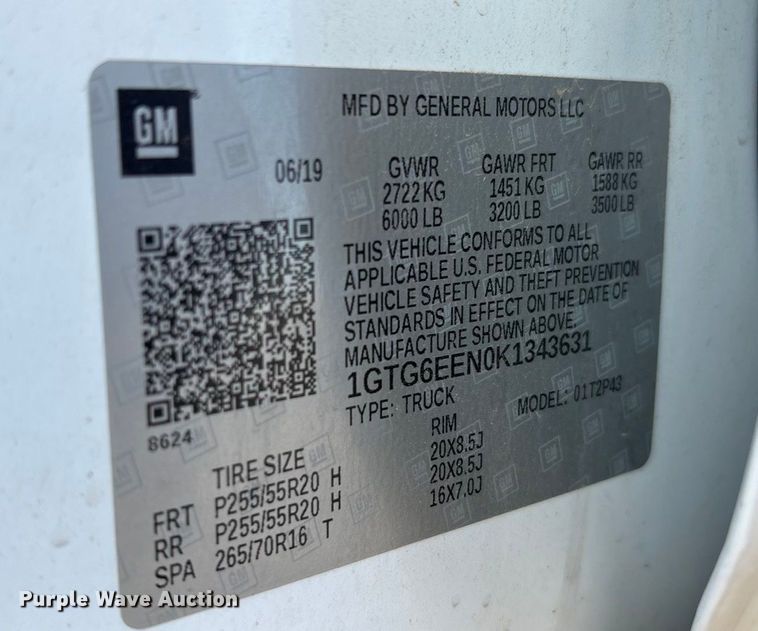 GM
MFD BY GENERAL MOTORS LLC
06/19
GVWR GAWR FRT GAWR RR
2722 KG 1451 KG 1588 KG
6000 LB 3200 LB 3500 LB
THIS VEHICLE CONFORMS TO ALL
APPLICABLE U.S. FEDERAL MOTOR
VEHICLE SAFETY AND THEFT PREVENTION
STANDARDS IN EFFECT ON THE DATE OF
MANUFACTURE SHOWN ABOVE.
1GTG6EEN0K1343631
TYPE: TRUCK MODEL: 01T2P43
8624
TIRE SIZE RIM
FRT P255/55R20 H 20X8.5J
RR P255/55R20 H 20X8.5J
SPA 265/70R16 T 16X7.0J
Purple Wave Auction